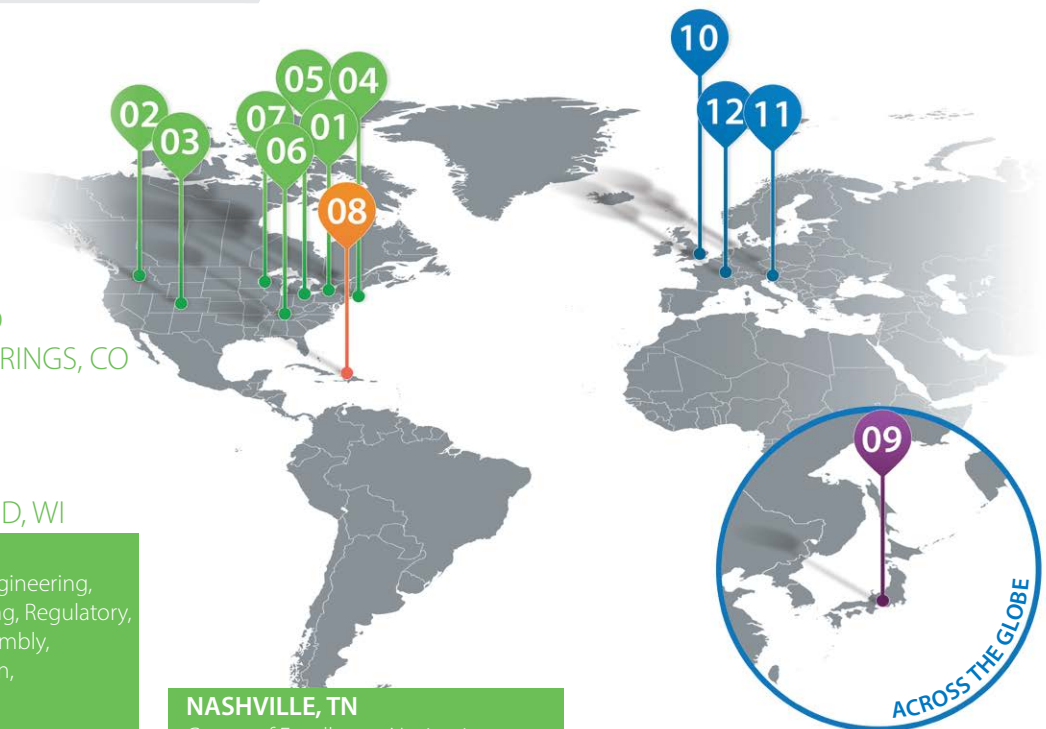 10
05 04
02
12 11
07 01
03
06
08
RINGS, CO
09
D, WI
gineering,
g, Regulatory,
mbly,
n,
ACROSS THE GLOBE
NASHVILLE, TN